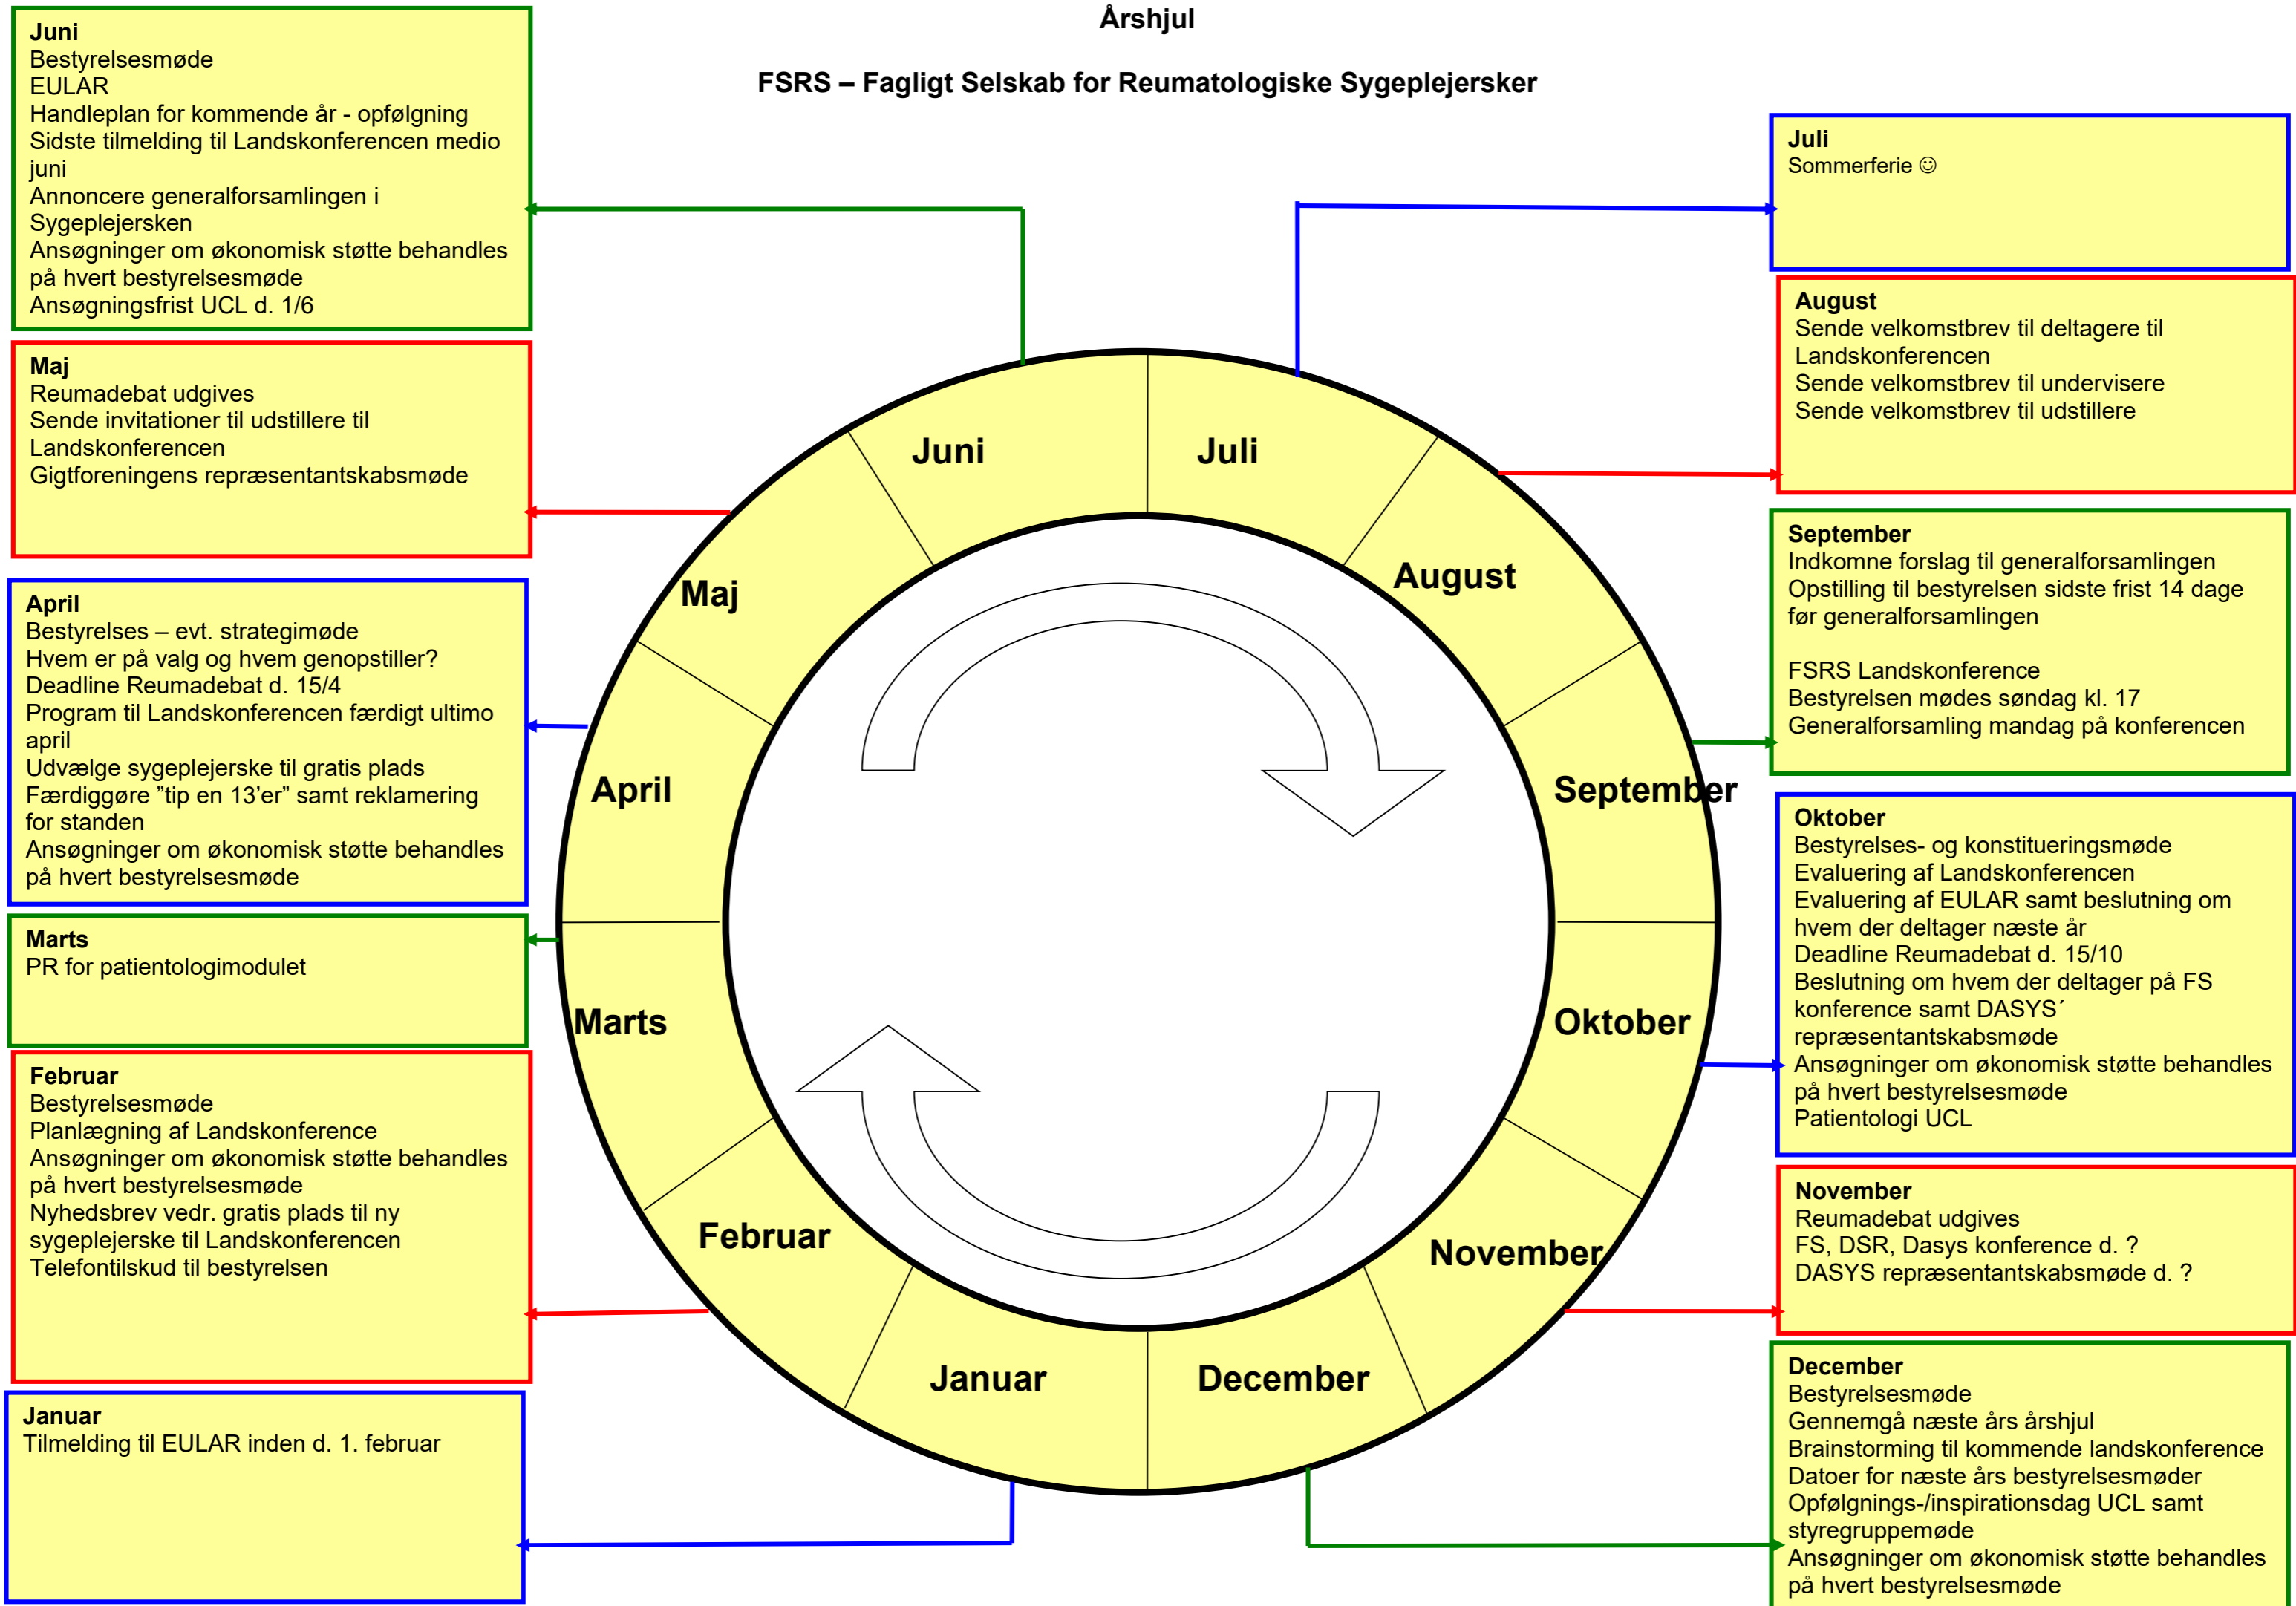 Årshjul
FSRS – Fagligt Selskab for Reumatologiske Sygeplejersker
Juni
Bestyrelsesmøde
EULAR
Handleplan for kommende år - opfølgning
Sidste tilmelding til Landskonferencen medio
juni
Annoncere generalforsamlingen i
Sygeplejersken
Ansøgninger om økonomisk støtte behandles
på hvert bestyrelsesmøde
Ansøgningsfrist UCL d. 1/6
Maj
Reumadebat udgives
Sende invitationer til udstillere til
Landskonferencen
Gigtforeningens repræsentantskabsmøde
April
Bestyrelses – evt. strategimøde
Hvem er på valg og hvem genopstiller?
Deadline Reumadebat d. 15/4
Program til Landskonferencen færdigt ultimo
april
Udvælge sygeplejerske til gratis plads
Færdiggøre ”tip en 13’er” samt reklamering
for standen
Ansøgninger om økonomisk støtte behandles
på hvert bestyrelsesmøde
Marts
PR for patientologimodulet
Februar
Bestyrelsesmøde
Planlægning af Landskonference
Ansøgninger om økonomisk støtte behandles
på hvert bestyrelsesmøde
Nyhedsbrev vedr. gratis plads til ny
sygeplejerske til Landskonferencen
Telefontilskud til bestyrelsen
Januar
Tilmelding til EULAR inden d. 1. februar
Juni
Juli
Maj
August
April
September
Marts
Oktober
Februar
November
Januar
December
Juli
Sommerferie ☺
August
Sende velkomstbrev til deltagere til
Landskonferencen
Sende velkomstbrev til undervisere
Sende velkomstbrev til udstillere
September
Indkomne forslag til generalforsamlingen
Opstilling til bestyrelsen sidste frist 14 dage
før generalforsamlingen
FSRS Landskonference
Bestyrelsen mødes søndag kl. 17
Generalforsamling mandag på konferencen
Oktober
Bestyrelses- og konstitueringsmøde
Evaluering af Landskonferencen
Evaluering af EULAR samt beslutning om
hvem der deltager næste år
Deadline Reumadebat d. 15/10
Beslutning om hvem der deltager på FS
konference samt DASYS´
repræsentantskabsmøde
Ansøgninger om økonomisk støtte behandles
på hvert bestyrelsesmøde
Patientologi UCL
November
Reumadebat udgives
FS, DSR, Dasys konference d. ?
DASYS repræsentantskabsmøde d. ?
December
Bestyrelsesmøde
Gennemgå næste års årshjul
Brainstorming til kommende landskonference
Datoer for næste års bestyrelsesmøder
Opfølgnings-/inspirationsdag UCL samt
styregruppemøde
Ansøgninger om økonomisk støtte behandles
på hvert bestyrelsesmøde